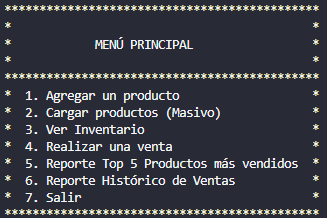 *********************************************
*                                           *
*            MENÚ PRINCIPAL                 *
*                                           *
*********************************************
*  1. Agregar un producto                   *
*  2. Cargar productos (Masivo)             *
*  3. Ver Inventario                        *
*  4. Realizar una venta                    *
*  5. Reporte Top 5 Productos más vendidos  *
*  6. Reporte Histórico de Ventas           *
*  7. Salir                                 *
*********************************************